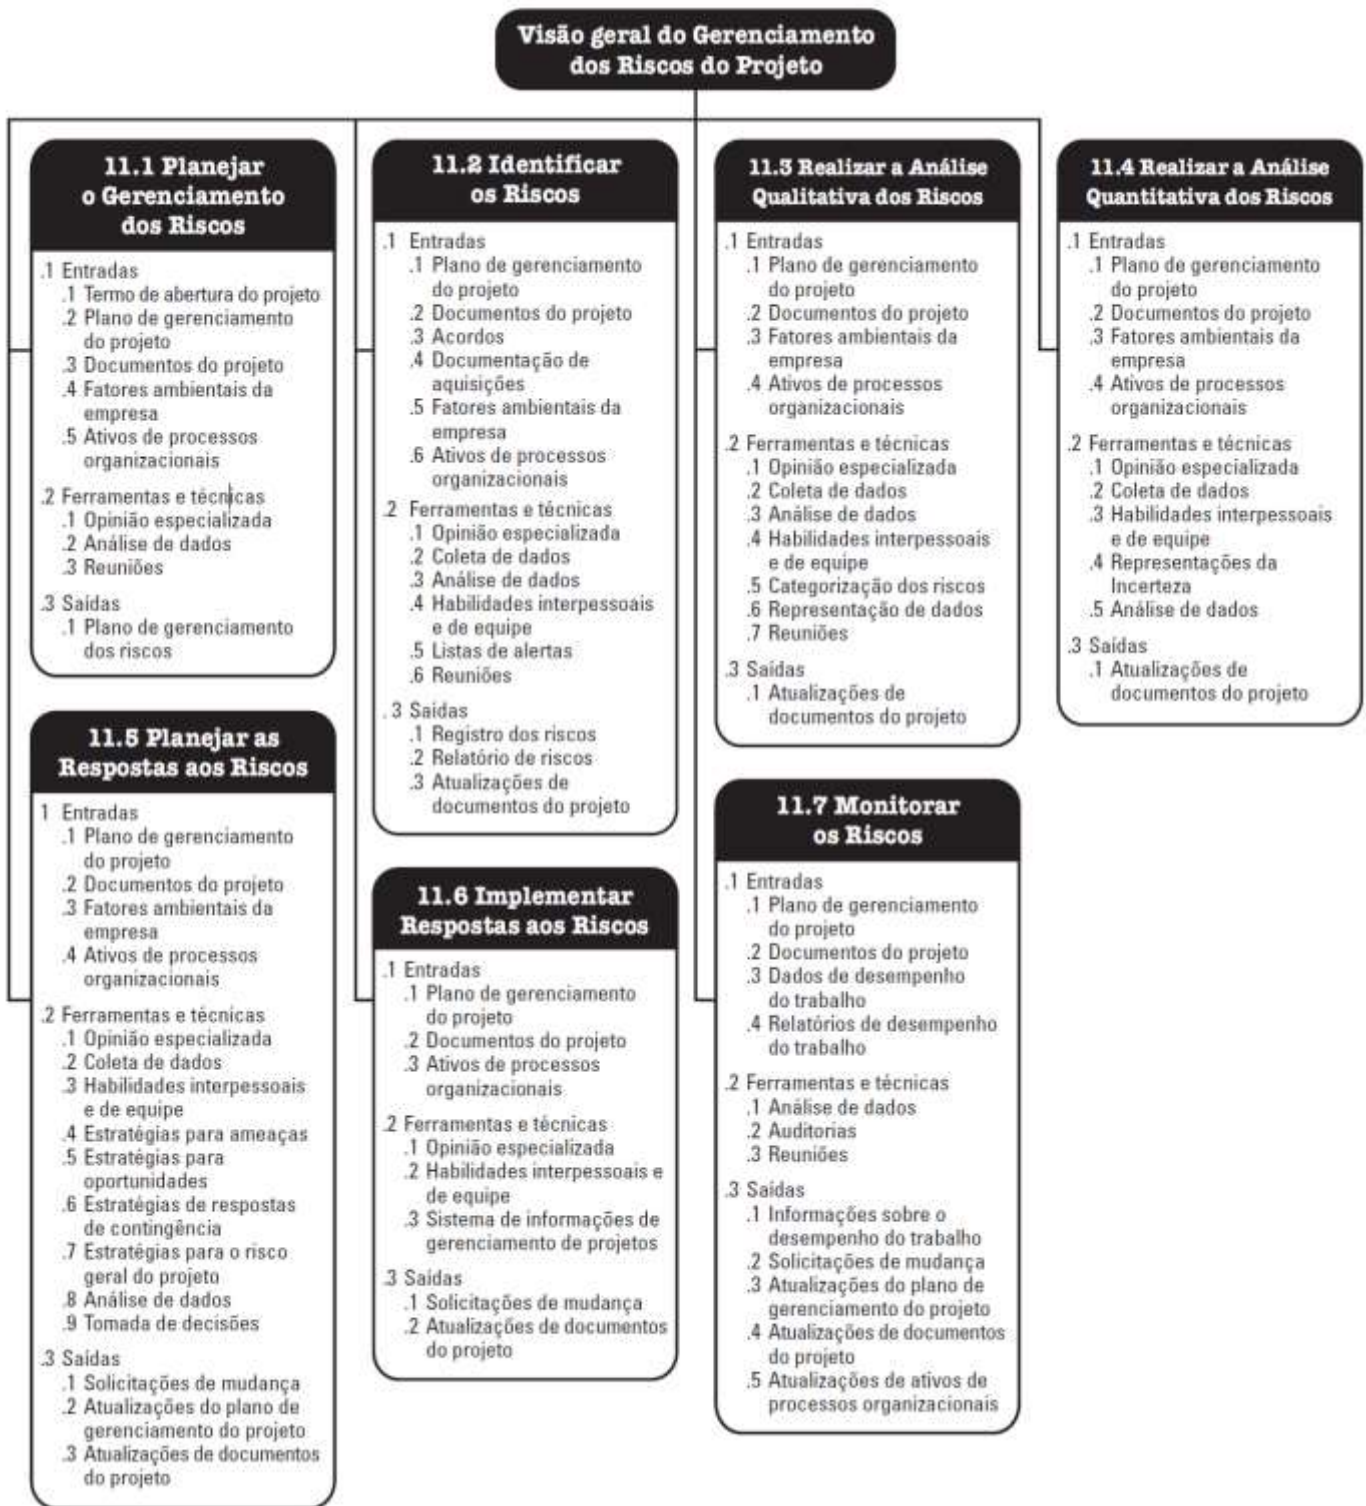 Visão geral do Gerenciamento
dos Riscos do Projeto
11.1 Planejar
o Gerenciamento
dos Riscos
.1 Entradas
.1 Termo de abertura do projeto
.2 Plano de gerenciamento
do projeto
.3 Documentos do projeto
.4 Fatores ambientais da
empresa
.5 Ativos de processos
organizacionais
.2 Ferramentas e técnicas
.1 Opinião especializada
.2 Análise de dados
.3 Reuniões
.3 Saídas
.1 Plano de gerenciamento
dos riscos
11.2 Identificar
os Riscos
.1 Entradas
.1 Plano de gerenciamento
do projeto
.2 Documentos do projeto
.3 Acordos
.4 Documentação de
aquisições
.5 Fatores ambientais da
empresa
.6 Ativos de processos
organizacionais
.2 Ferramentas e técnicas
.1 Opinião especializada
.2 Coleta de dados
.3 Análise de dados
.4 Habilidades interpessoais
e de equipe
.5 Listas de alertas
.6 Reuniões
.3 Saídas
.1 Registro dos riscos
.2 Relatório de riscos
.3 Atualizações de
documentos do projeto
11.3 Realizar a Análise
Qualitativa dos Riscos
.1 Entradas
.1 Plano de gerenciamento
do projeto
.2 Documentos do projeto
.3 Fatores ambientais da
empresa
.4 Ativos de processos
organizacionais
.2 Ferramentas e técnicas
.1 Opinião especializada
.2 Coleta de dados
.3 Análise de dados
.4 Habilidades interpessoais
e de equipe
.5 Categorização dos riscos
.6 Representação de dados
.7 Reuniões
.3 Saídas
.1 Atualizações de
documentos do projeto
11.4 Realizar a Análise
Quantitativa dos Riscos
.1 Entradas
.1 Plano de gerenciamento
do projeto
.2 Documentos do projeto
.3 Fatores ambientais da
empresa
.4 Ativos de processos
organizacionais
.2 Ferramentas e técnicas
.1 Opinião especializada
.2 Coleta de dados
.3 Habilidades interpessoais
e de equipe
.4 Representações da
Incerteza
.5 Análise de dados
.3 Saídas
.1 Atualizações de
documentos do projeto
11.5 Planejar as
Respostas aos Riscos
1 Entradas
.1 Plano de gerenciamento
do projeto
.2 Documentos do projeto
.3 Fatores ambientais da
empresa
.4 Ativos de processos
organizacionais
.2 Ferramentas e técnicas
.1 Opinião especializada
.2 Coleta de dados
.3 Habilidades interpessoais
e de equipe
.4 Estratégias para ameaças
.5 Estratégias para
oportunidades
.6 Estratégias de respostas
de contingência
.7 Estratégias para o risco
geral do projeto
.8 Análise de dados
.9 Tomada de decisões
.3 Saídas
.1 Solicitações de mudança
.2 Atualizações do plano de
gerenciamento do projeto
.3 Atualizações de documentos
do projeto
11.6 Implementar
Respostas aos Riscos
.1 Entradas
.1 Plano de gerenciamento
do projeto
.2 Documentos do projeto
.3 Ativos de processos
organizacionais
.2 Ferramentas e técnicas
.1 Opinião especializada
.2 Habilidades interpessoais e
de equipe
.3 Sistema de informações de
gerenciamento de projetos
.3 Saídas
.1 Solicitações de mudança
.2 Atualizações de documentos
do projeto
11.7 Monitorar
os Riscos
.1 Entradas
.1 Plano de gerenciamento
do projeto
.2 Documentos do projeto
.3 Dados de desempenho
do trabalho
.4 Relatórios de desempenho
do trabalho
.2 Ferramentas e técnicas
.1 Análise de dados
.2 Auditorias
.3 Reuniões
.3 Saídas
.1 Informações sobre o
desempenho do trabalho
.2 Solicitações de mudança
.3 Atualizações do plano de
gerenciamento do projeto
.4 Atualizações de documentos
do projeto
.5 Atualizações de ativos de
processos organizacionais